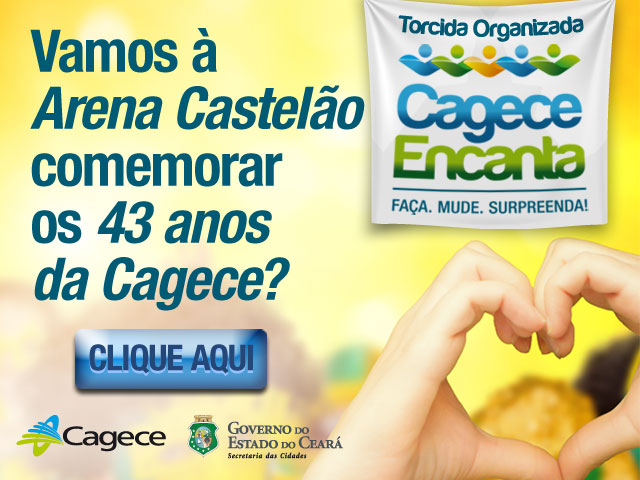 Vamos à
Arena Castelão
comemorar
os 43 anos
da Cagece?
CLIQUE AQUI
Torcida Organizada
Cagece
Encanta
FAÇA. MUDE. SURPREENDA!
Cagece
GOVERNO DO
ESTADO DO CEARÁ
Secretaria das Cidades